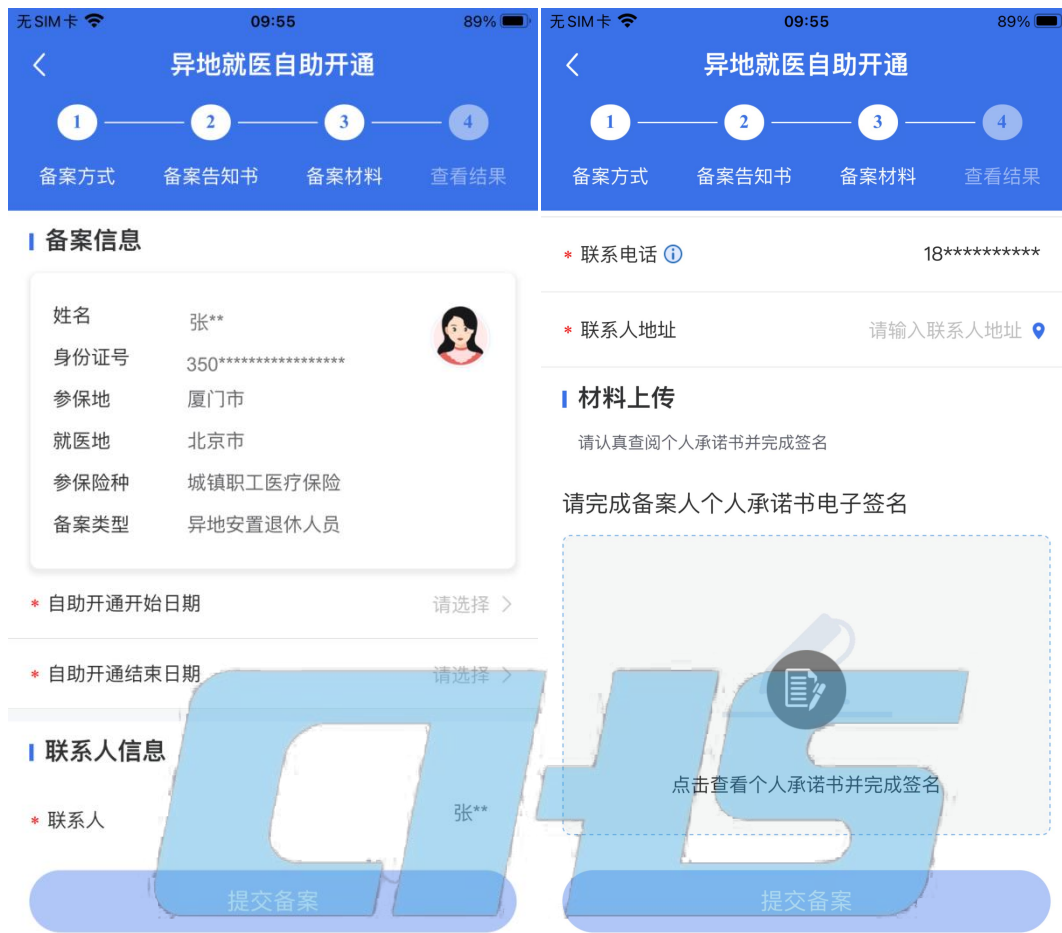 无SIM卡 09:55 89%
异地就医自助开通
1 2 3 4
备案方式 备案告知书 备案材料 查看结果
备案信息
姓名 张**
身份证号 350*****************
参保地 厦门市
就医地 北京市
参保险种 城镇职工医疗保险
备案类型 异地安置退休人员
* 自助开通开始日期 请选择
* 自助开通结束日期 请选择
联系人信息
* 联系人 张**
提交备案
无SIM卡 09:55 89%
异地就医自助开通
1 2 3 4
备案方式 备案告知书 备案材料 查看结果
* 联系电话 18**********
* 联系人地址 请输入联系人地址
材料上传
请认真查阅个人承诺书并完成签名
请完成备案人个人承诺书电子签名
点击查看个人承诺书并完成签名
提交备案